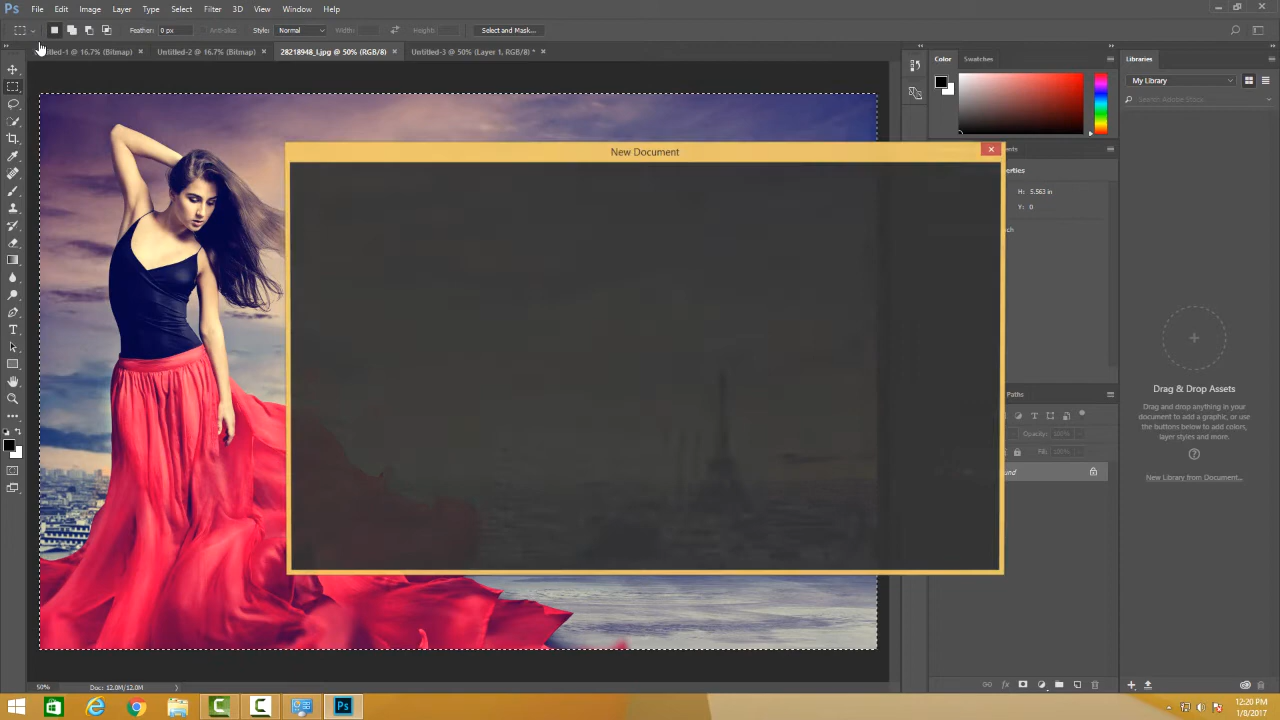 Ps File Edit Image Layer Type Select Filter 3D View Window Help
Feather: 0 px Style: Normal Width: Height: Select and Mask...
Untitled-1 @ 16.7% (Bitmap) × Untitled-2 @ 16.7% (Bitmap) × 28218948_l.jpg @ 50% (RGB/8) × Untitled-3 @ 50% (Layer 1, RGB/8) * ×
Color Swatches Libraries
My Library
Search Adobe Stock
New Document
H: 5.563 in
Y: 0
Drag & Drop Assets
Drag and drop anything in your
document to add a graphic, or use
the buttons below to add colors,
layer styles and more.
New Library from Document...
Paths
Opacity: 100%
Fill: 100%
50% Doc: 12.0M/12.0M
12:20 PM
1/8/2017